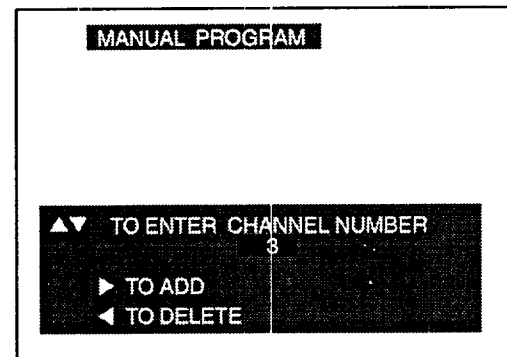 MANUAL PROGRAM
▲▼ TO ENTER CHANNEL NUMBER
3
▶ TO ADD
◀ TO DELETE